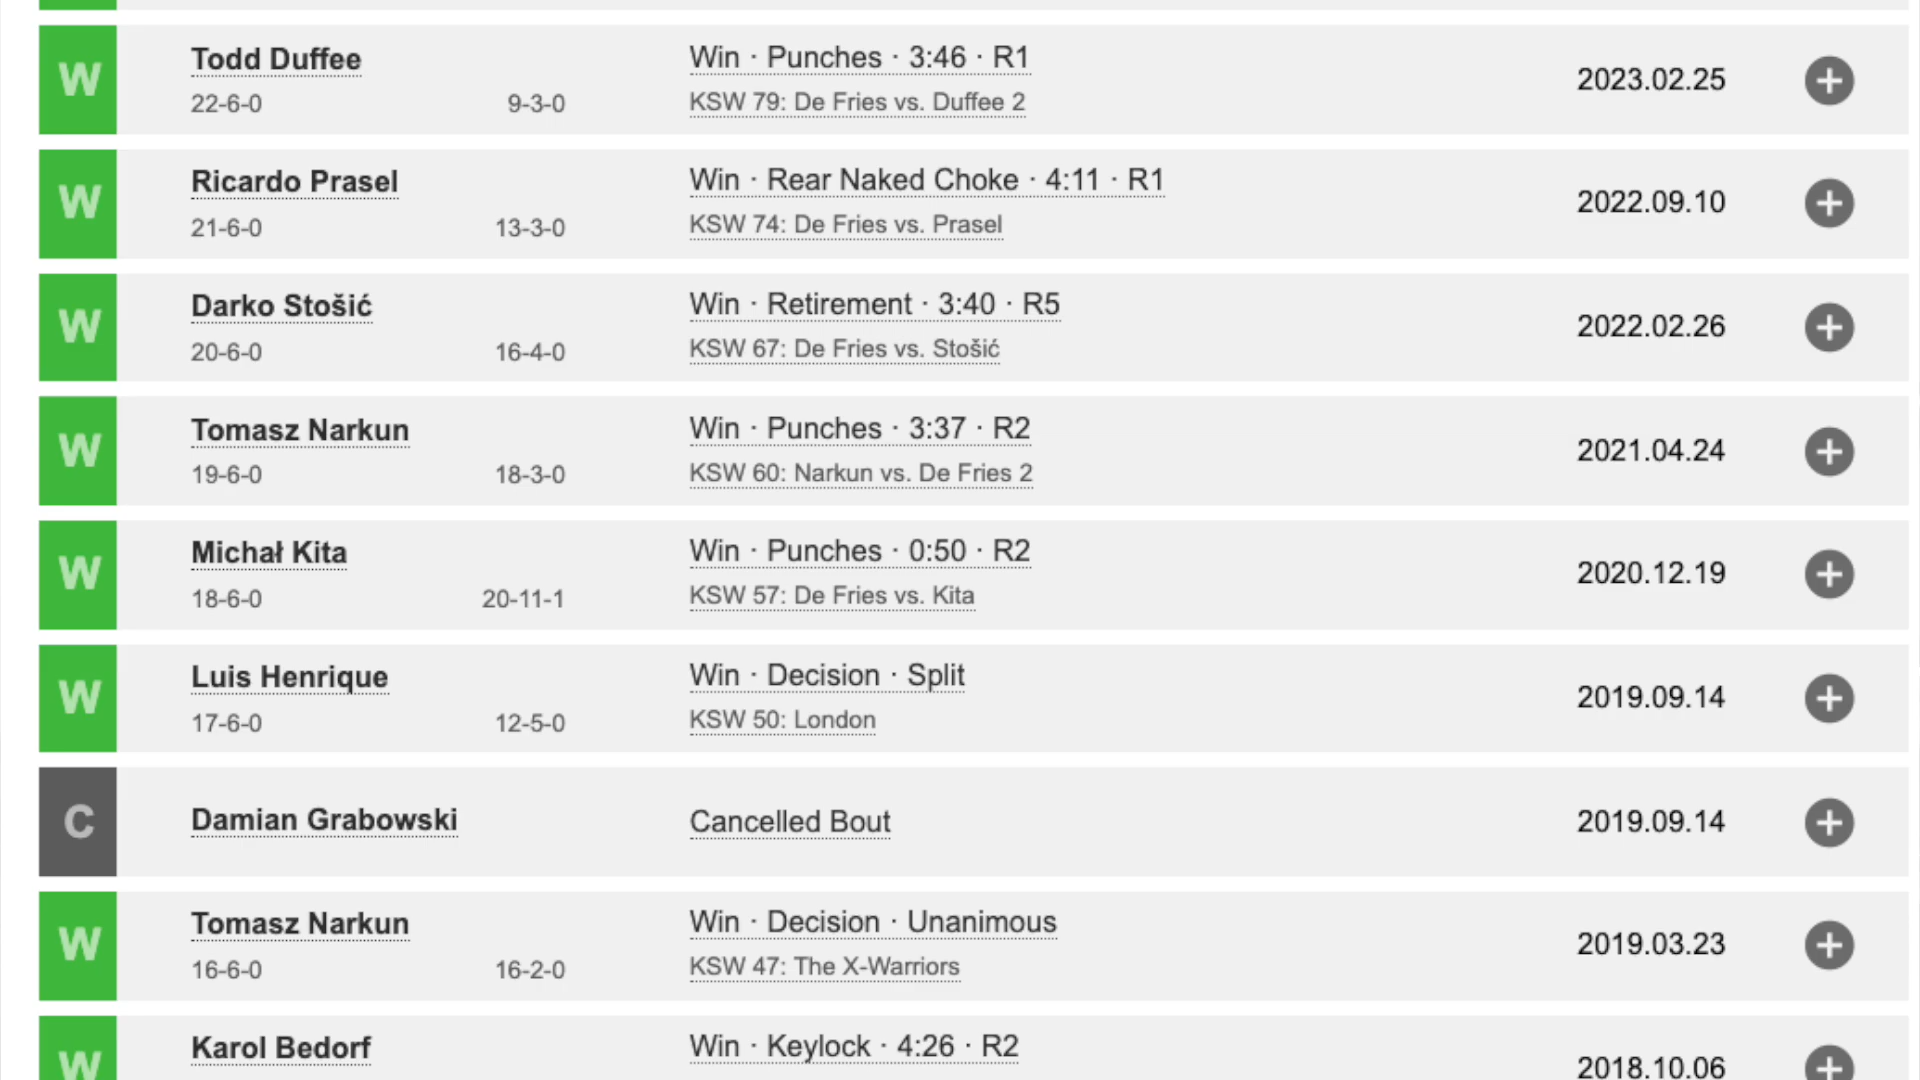 W
Todd Duffee
Win · Punches · 3:46 · R1
2023.02.25
22-6-0
9-3-0
KSW 79: De Fries vs. Duffee 2
W
Ricardo Prasel
Win · Rear Naked Choke · 4:11 · R1
2022.09.10
21-6-0
13-3-0
KSW 74: De Fries vs. Prasel
W
Darko Stošić
Win · Retirement · 3:40 · R5
2022.02.26
20-6-0
16-4-0
KSW 67: De Fries vs. Stošić
W
Tomasz Narkun
Win · Punches · 3:37 · R2
2021.04.24
19-6-0
18-3-0
KSW 60: Narkun vs. De Fries 2
W
Michał Kita
Win · Punches · 0:50 · R2
2020.12.19
18-6-0
20-11-1
KSW 57: De Fries vs. Kita
W
Luis Henrique
Win · Decision · Split
2019.09.14
17-6-0
12-5-0
KSW 50: London
C
Damian Grabowski
Cancelled Bout
2019.09.14
W
Tomasz Narkun
Win · Decision · Unanimous
2019.03.23
16-6-0
16-2-0
KSW 47: The X-Warriors
W
Karol Bedorf
Win · Keylock · 4:26 · R2
2018.10.06